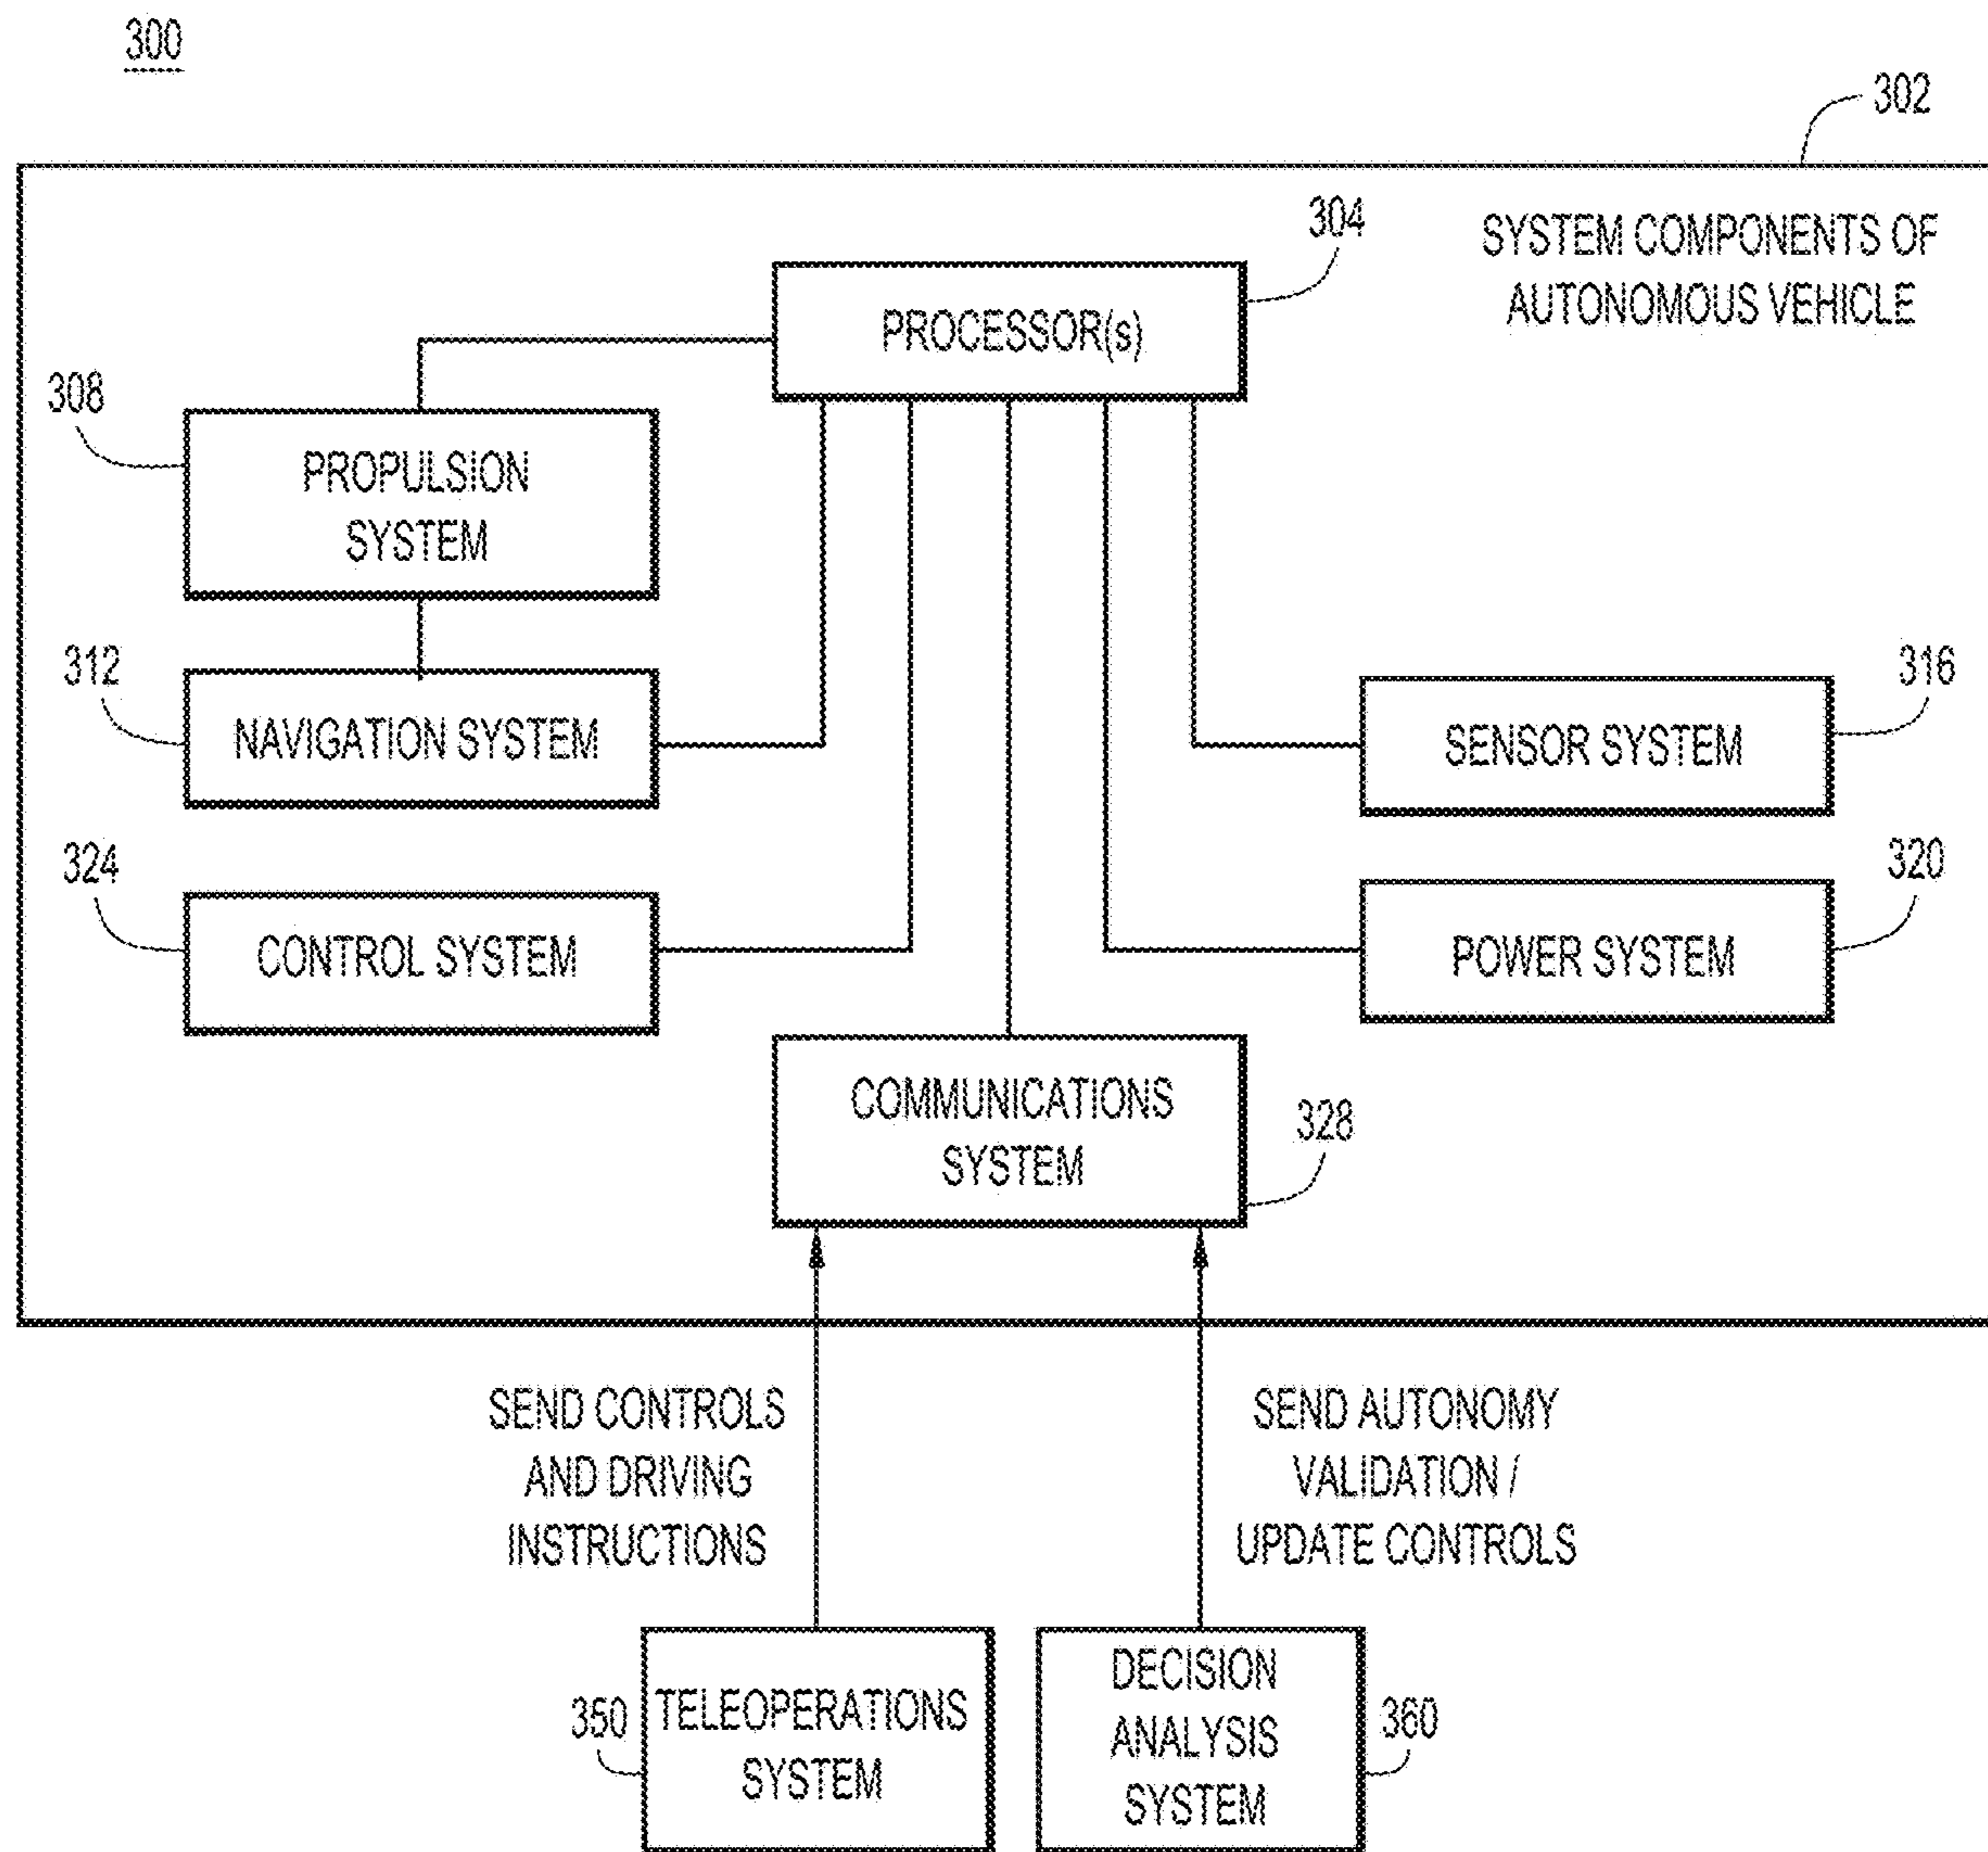 300
302
SYSTEM COMPONENTS OF
AUTONOMOUS VEHICLE
304
PROCESSOR(s)
308
PROPULSION
SYSTEM
312
NAVIGATION SYSTEM
316
SENSOR SYSTEM
324
CONTROL SYSTEM
320
POWER SYSTEM
COMMUNICATIONS
SYSTEM
328
SEND CONTROLS
AND DRIVING
INSTRUCTIONS
SEND AUTONOMY
VALIDATION /
UPDATE CONTROLS
350
TELEOPERATIONS
SYSTEM
DECISION
ANALYSIS
SYSTEM
360